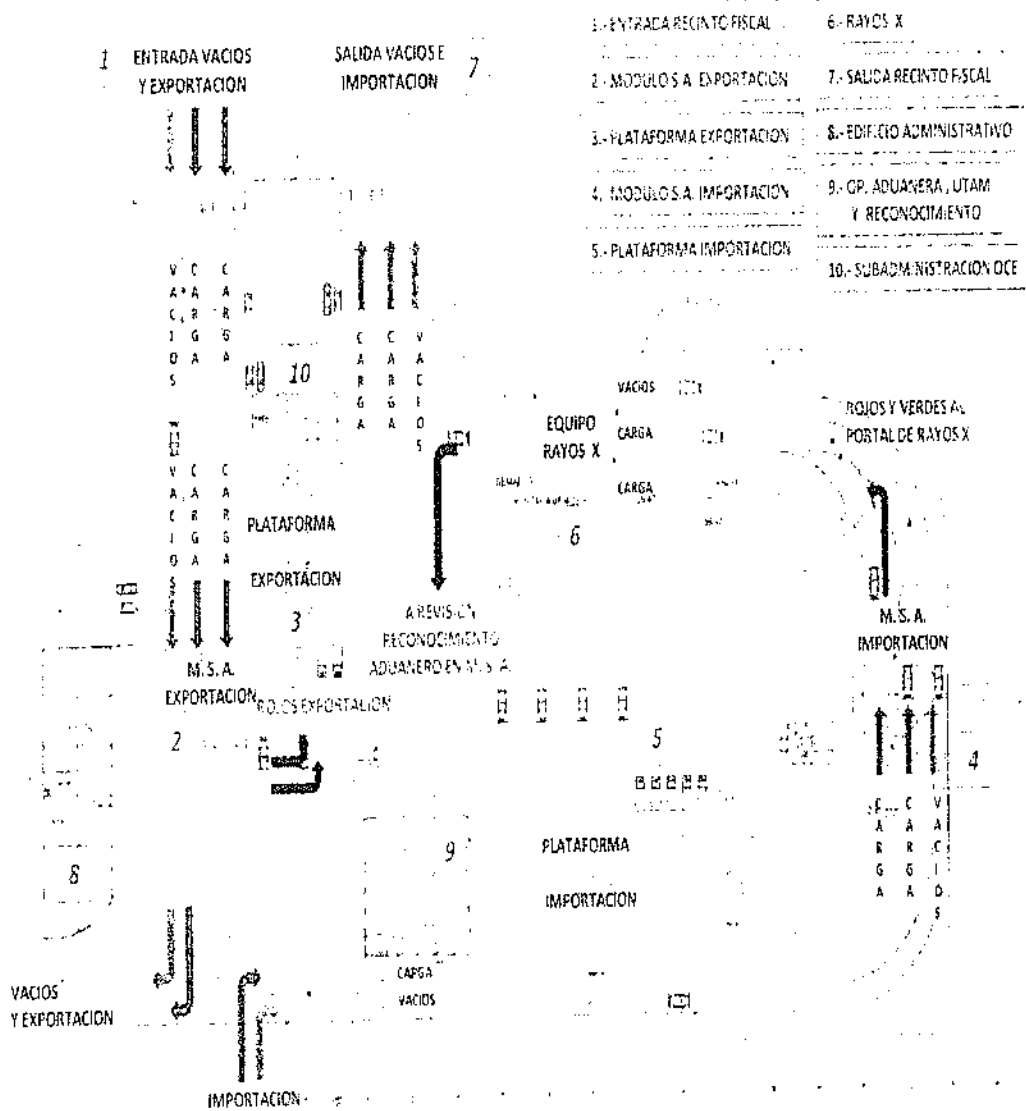 1.- ENTRADA RECINTO FISCAL
6.- RAYOS X
2.- MODULO S.A. EXPORTACION
7.- SALIDA RECINTO FISCAL
3.- PLATAFORMA EXPORTACION
8.- EDIFICIO ADMINISTRATIVO
4. MODULO S.A. IMPORTACION
9.- OP. ADUANERA, UTAM
Y RECONOCIMIENTO
5.- PLATAFORMA IMPORTACION
10.- SUBADMINISTRACION OCE
1
ENTRADA VACIOS
Y EXPORTACION
SALIDA VACIOS E
IMPORTACION
7
VACIOS
CARGA
CARGA
CARGA
CARGA
VACIOS
10
VACIOS
CARGA
CARGA
PLATAFORMA
EXPORTACION
3
EQUIPO
RAYOS X
VACIOS
CARGA
CARGA
6
ROJOS Y VERDES AL
PORTAL DE RAYOS X
A REVISION
RECONOCIMIENTO
ADUANERO EN M.S.A.
M.S.A.
IMPORTACION
M.S.A.
EXPORTACION
ROJOS EXPORTACION
2
5
4
CARGA
CARGA
VACIOS
8
9
PLATAFORMA
IMPORTACION
CARGA
VACIOS
VACIOS
Y EXPORTACION
IMPORTACION